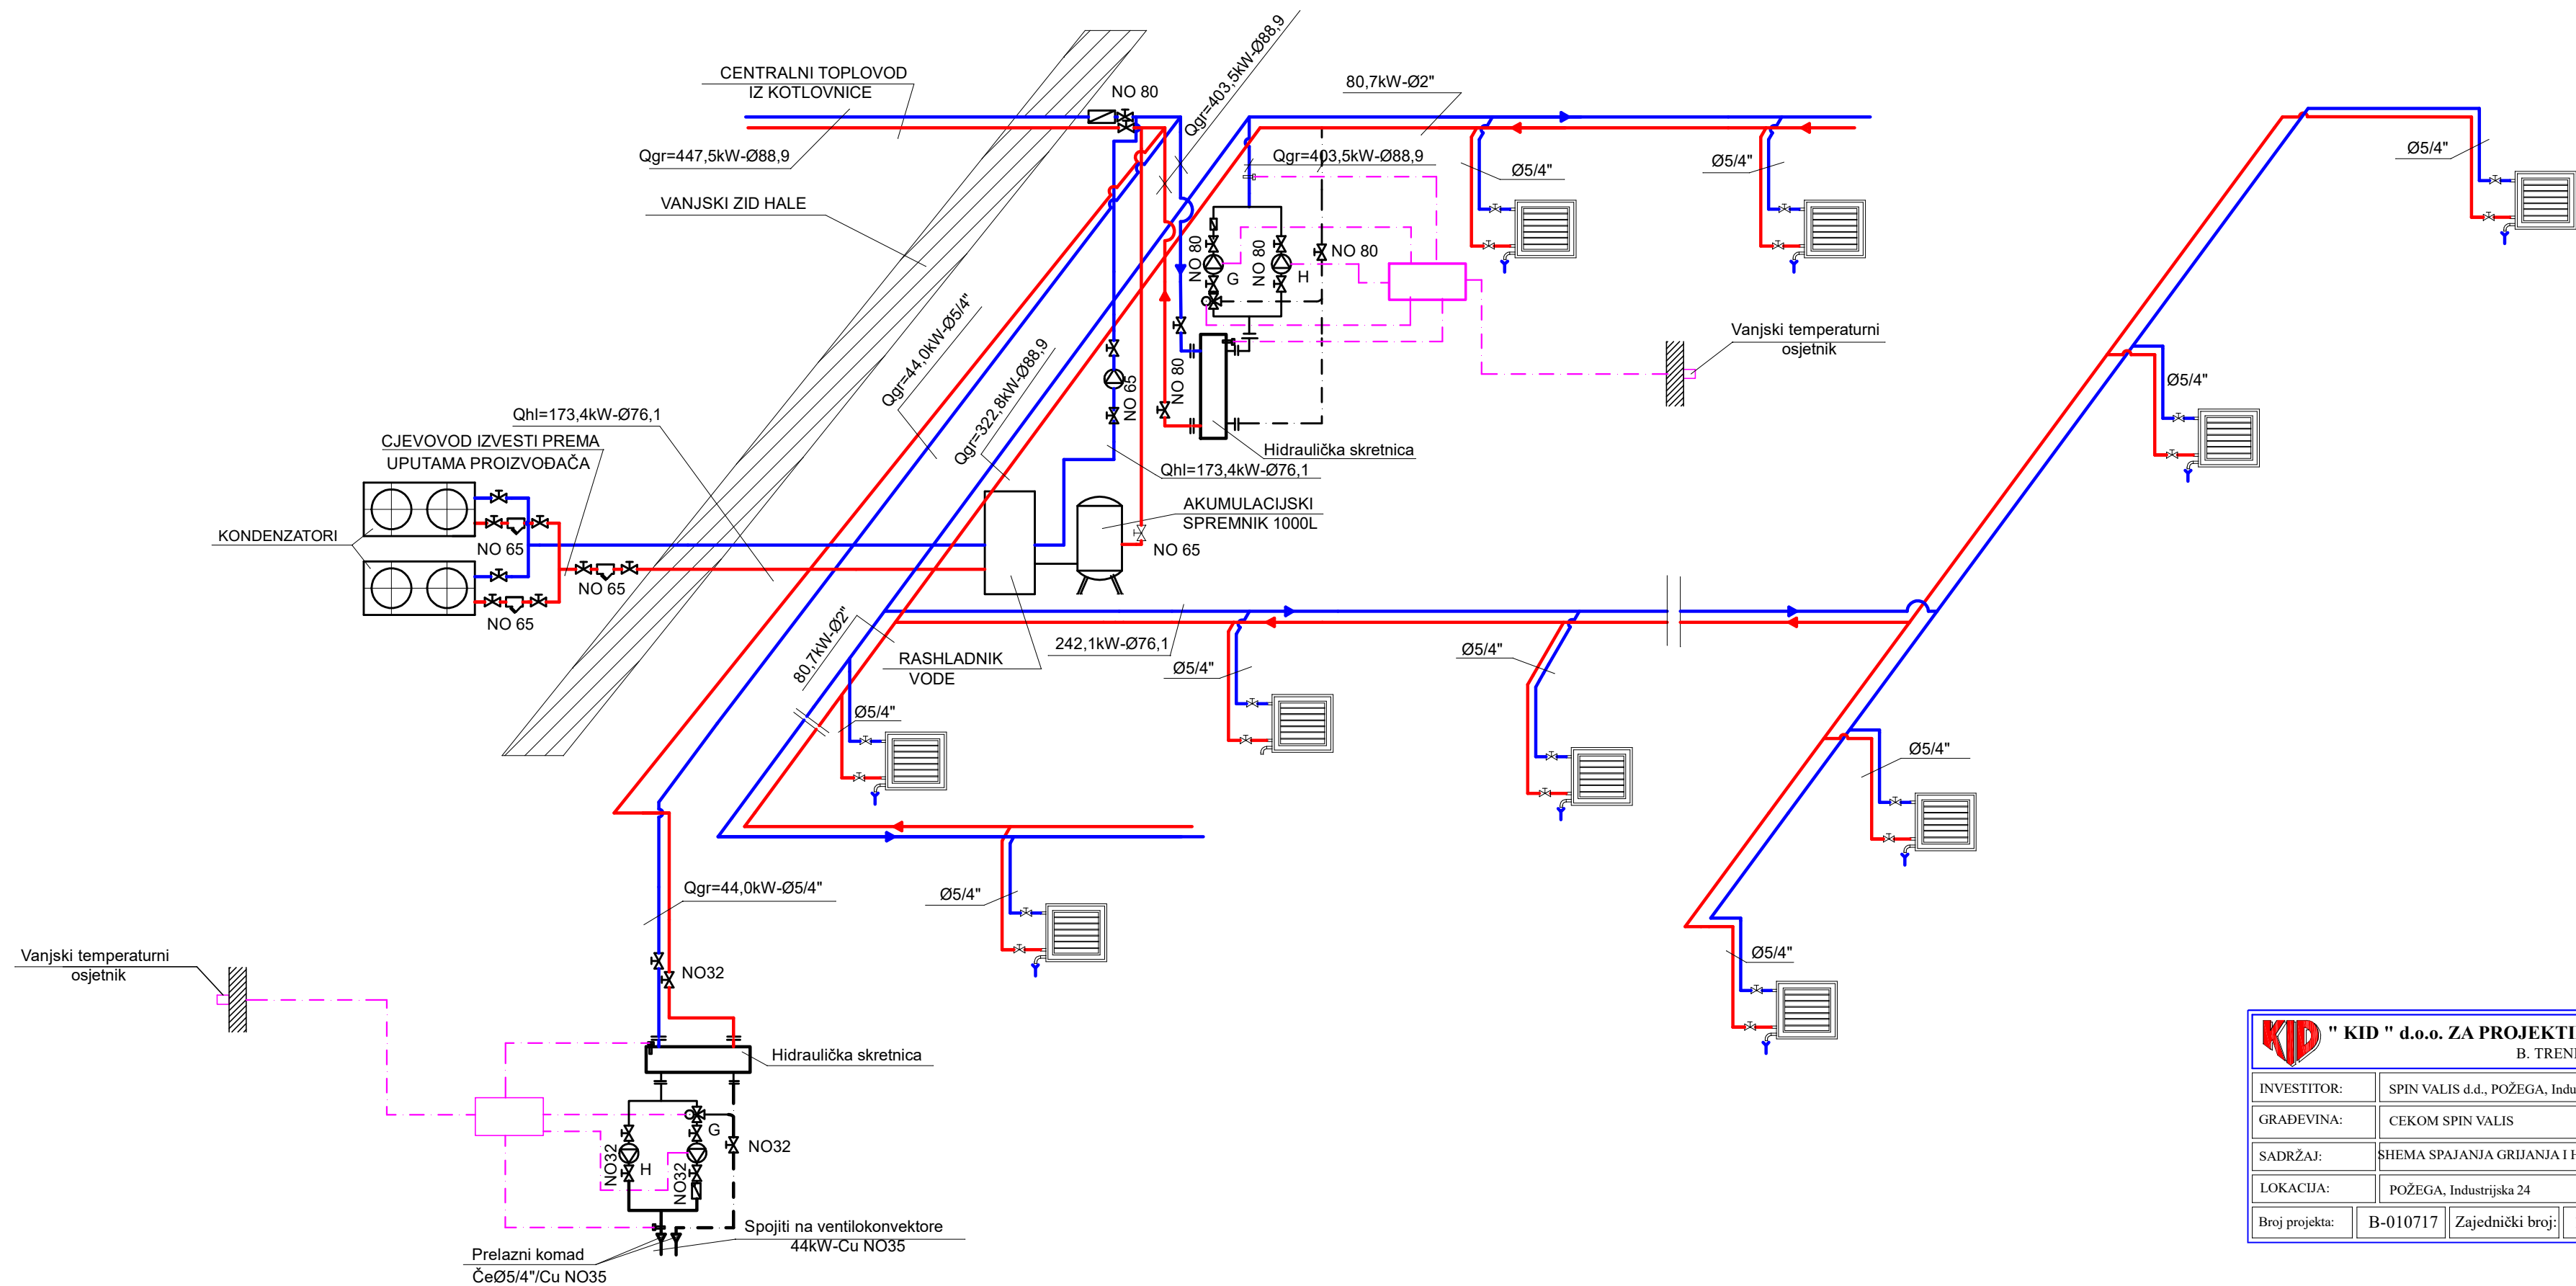 CENTRALNI TOPLOVOD
IZ KOTLOVNICE
NO 80
Qgr=403,5kW-Ø88,9
80,7kW-Ø2"
Qgr=447,5kW-Ø88,9
Qgr=403,5kW-Ø88,9
Ø5/4"
Ø5/4"
Ø5/4"
VANJSKI ZID HALE
NO 80
G
NO 80
H
NO 80
Qgr=44,0kW-Ø5/4"
Qgr=322,8kW-Ø88,9
NO 65
NO 80
Vanjski temperaturni
osjetnik
Ø5/4"
Qhl=173,4kW-Ø76,1
CJEVOVOD IZVESTI PREMA
UPUTAMA PROIZVOĐAČA
Hidraulička skretnica
Qhl=173,4kW-Ø76,1
AKUMULACIJSKI
SPREMNIK 1000L
KONDENZATORI
NO 65
NO 65
NO 65
NO 65
80,7kW-Ø2"
242,1kW-Ø76,1
RASHLADNIK
VODE
Ø5/4"
Ø5/4"
Ø5/4"
Ø5/4"
Qgr=44,0kW-Ø5/4"
Ø5/4"
Ø5/4"
Vanjski temperaturni
osjetnik
NO32
Hidraulička skretnica
NO32
H
G
NO32
NO32
Spojiti na ventilokonvektore
44kW-Cu NO35
Prelazni komad
ČeØ5/4"/Cu NO35
KID
" KID " d.o.o. ZA PROJEKTI
B. TREN
INVESTITOR:
SPIN VALIS d.d., POŽEGA, Indu
GRAĐEVINA:
CEKOM SPIN VALIS
SADRŽAJ:
SHEMA SPAJANJA GRIJANJA I H
LOKACIJA:
POŽEGA, Industrijska 24
Broj projekta:
B-010717
Zajednički broj: